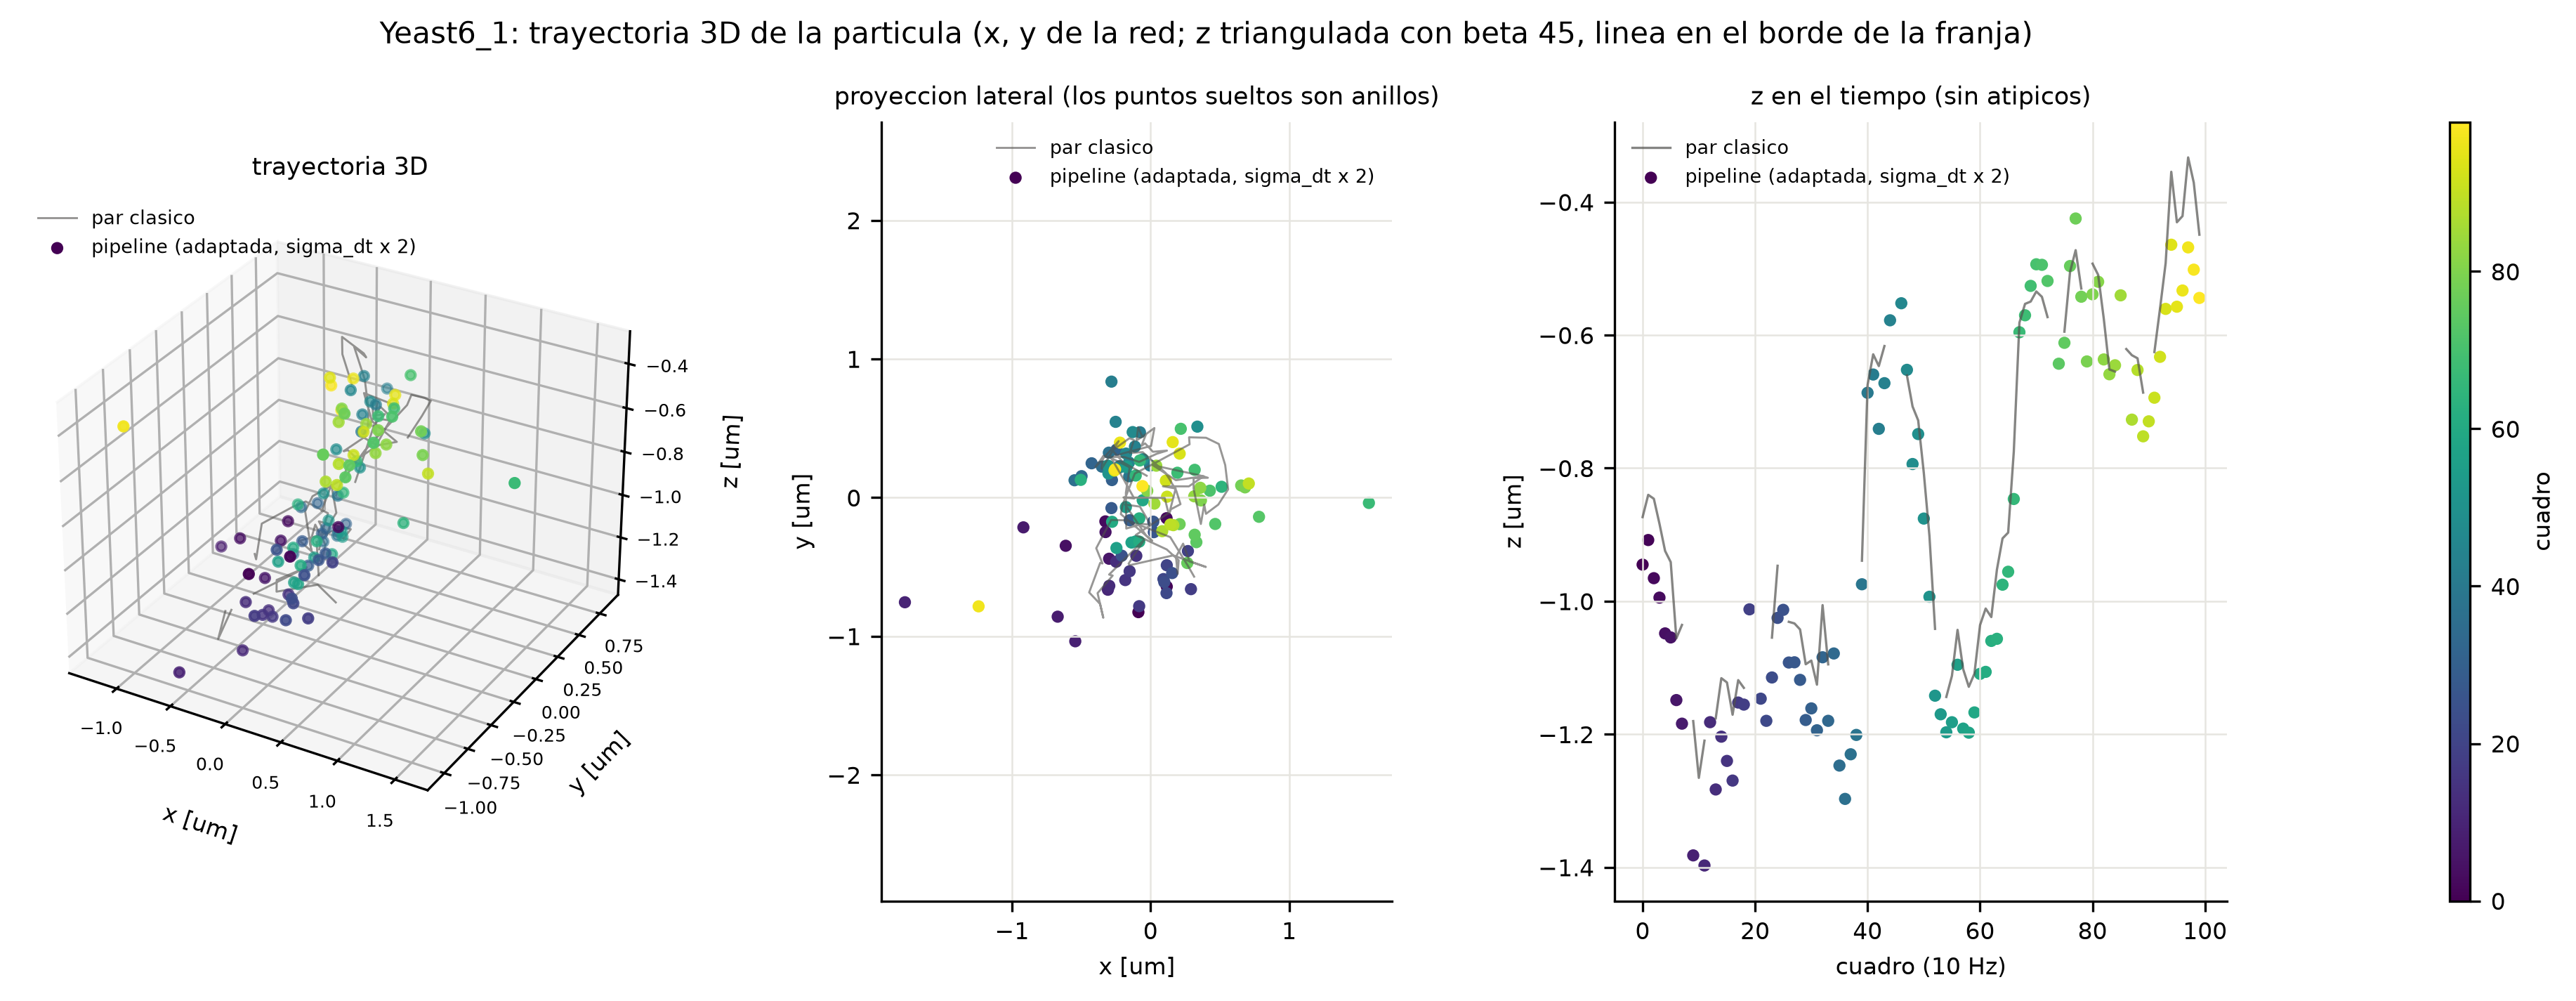 Yeast6_1: trayectoria 3D de la particula (x, y de la red; z triangulada con beta 45, linea en el borde de la franja)
trayectoria 3D
par clasico
pipeline (adaptada, sigma_dt x 2)
−0.4
−0.6
−0.8
−1.0
−1.2
−1.4
z [um]
0.75
0.50
0.25
0.00
−0.25
−0.50
−0.75
−1.00
y [um]
−1.0
−0.5
0.0
0.5
1.0
1.5
x [um]
proyeccion lateral (los puntos sueltos son anillos)
par clasico
pipeline (adaptada, sigma_dt x 2)
2
1
0
−1
−2
y [um]
−1
0
1
x [um]
z en el tiempo (sin atipicos)
par clasico
pipeline (adaptada, sigma_dt x 2)
−0.4
−0.6
−0.8
−1.0
−1.2
−1.4
z [um]
0
20
40
60
80
100
cuadro (10 Hz)
80
60
40
20
0
cuadro